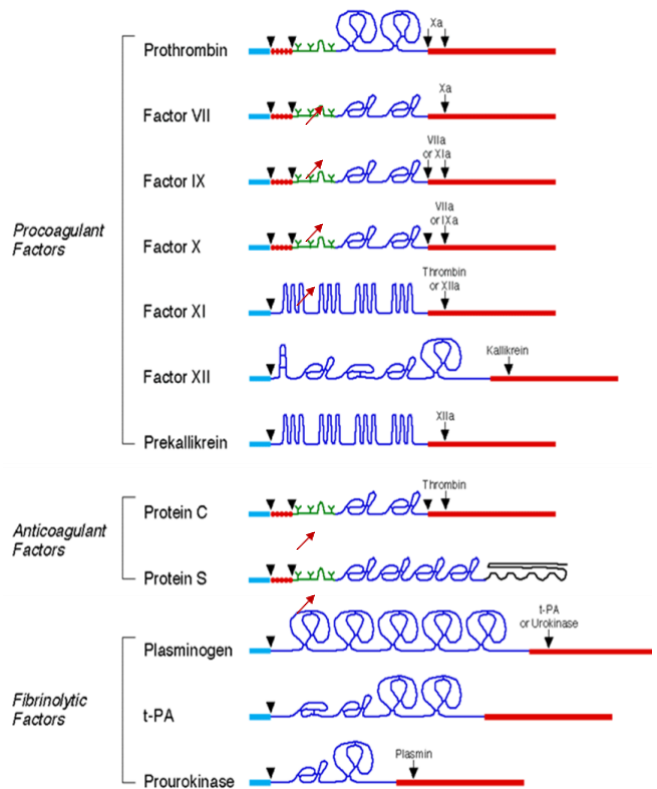 Xa
Prothrombin
Xa
Factor VII
VIIa
or XIa
Factor IX
VIIa
or IXa
Procoagulant
Factors
Factor X
Thrombin
or XIIa
Factor XI
Kallikrein
Factor XII
XIIa
Prekallikrein
Thrombin
Protein C
Anticoagulant
Factors
Protein S
t-PA
or Urokinase
Plasminogen
Fibrinolytic
Factors
t-PA
Plasmin
Prourokinase